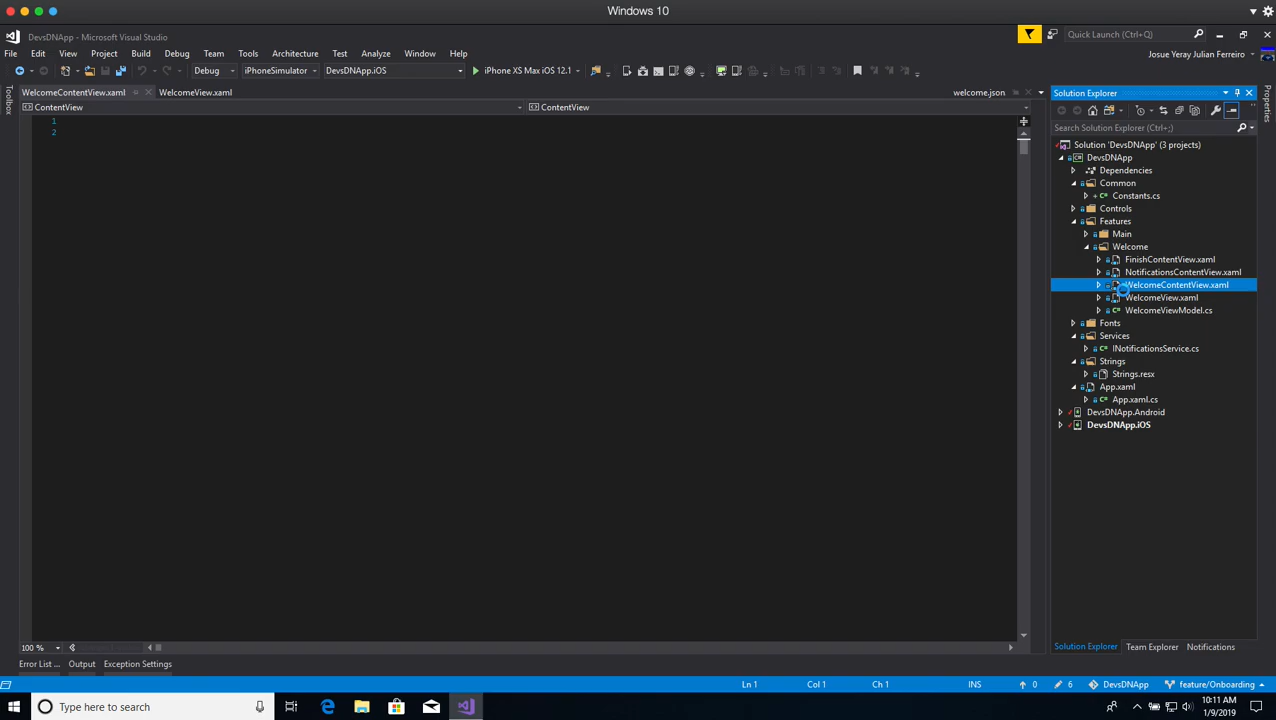 Windows 10
DevsDNApp - Microsoft Visual Studio
Quick Launch (Ctrl+Q)
File Edit View Project Build Debug Team Tools Architecture Test Analyze Window Help
Josue Yeray Julian Ferreiro
Debug iPhoneSimulator DevsDNApp.iOS iPhone XS Max iOS 12.1
Toolbox
WelcomeContentView.xaml WelcomeView.xaml welcome.json
ContentView ContentView
1
2
Solution Explorer
Search Solution Explorer (Ctrl+;)
Solution 'DevsDNApp' (3 projects)
DevsDNApp
Dependencies
Common
Constants.cs
Controls
Features
Main
Welcome
FinishContentView.xaml
NotificationsContentView.xaml
WelcomeContentView.xaml
WelcomeView.xaml
WelcomeViewModel.cs
Fonts
Services
INotificationsService.cs
Strings
Strings.resx
App.xaml
App.xaml.cs
DevsDNApp.Android
DevsDNApp.iOS
Properties
100 %
Solution Explorer Team Explorer Notifications
Error List ... Output Exception Settings
Ln 1 Col 1 Ch 1 INS 0 6 DevsDNApp feature/Onboarding
Type here to search
10:11 AM
1/9/2019